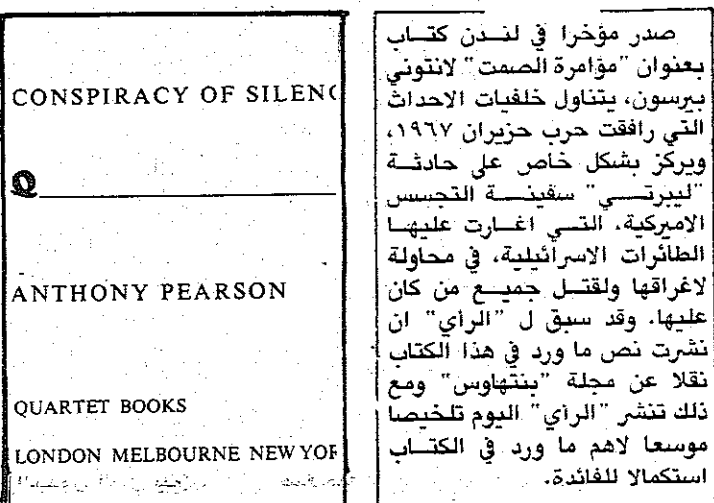 CONSPIRACY OF SILENC
Q
ANTHONY PEARSON
QUARTET BOOKS
LONDON MELBOURNE NEW YOR
صدر مؤخرا في لندن كتاب
بعنوان "مؤامرة الصمت" لانتوني
بيرسون، يتناول خلفيات الاحداث
التي رافقت حرب حزيران ١٩٦٧،
ويركز بشكل خاص على حادثة
"ليبرتي" سفينة التجسس
الاميركية، التي اغارت عليها
الطائرات الاسرائيلية، في محاولة
لاغراقها ولقتل جميع من كان
عليها. وقد سبق ل "الراي" ان
نشرت نص ما ورد في هذا الكتاب
نقلا عن مجلة "بنتهاوس" ومع
ذلك تنشر "الراي" اليوم تلخيصا
موسعا لاهم ما ورد في الكتاب
استكمالا للفائدة.